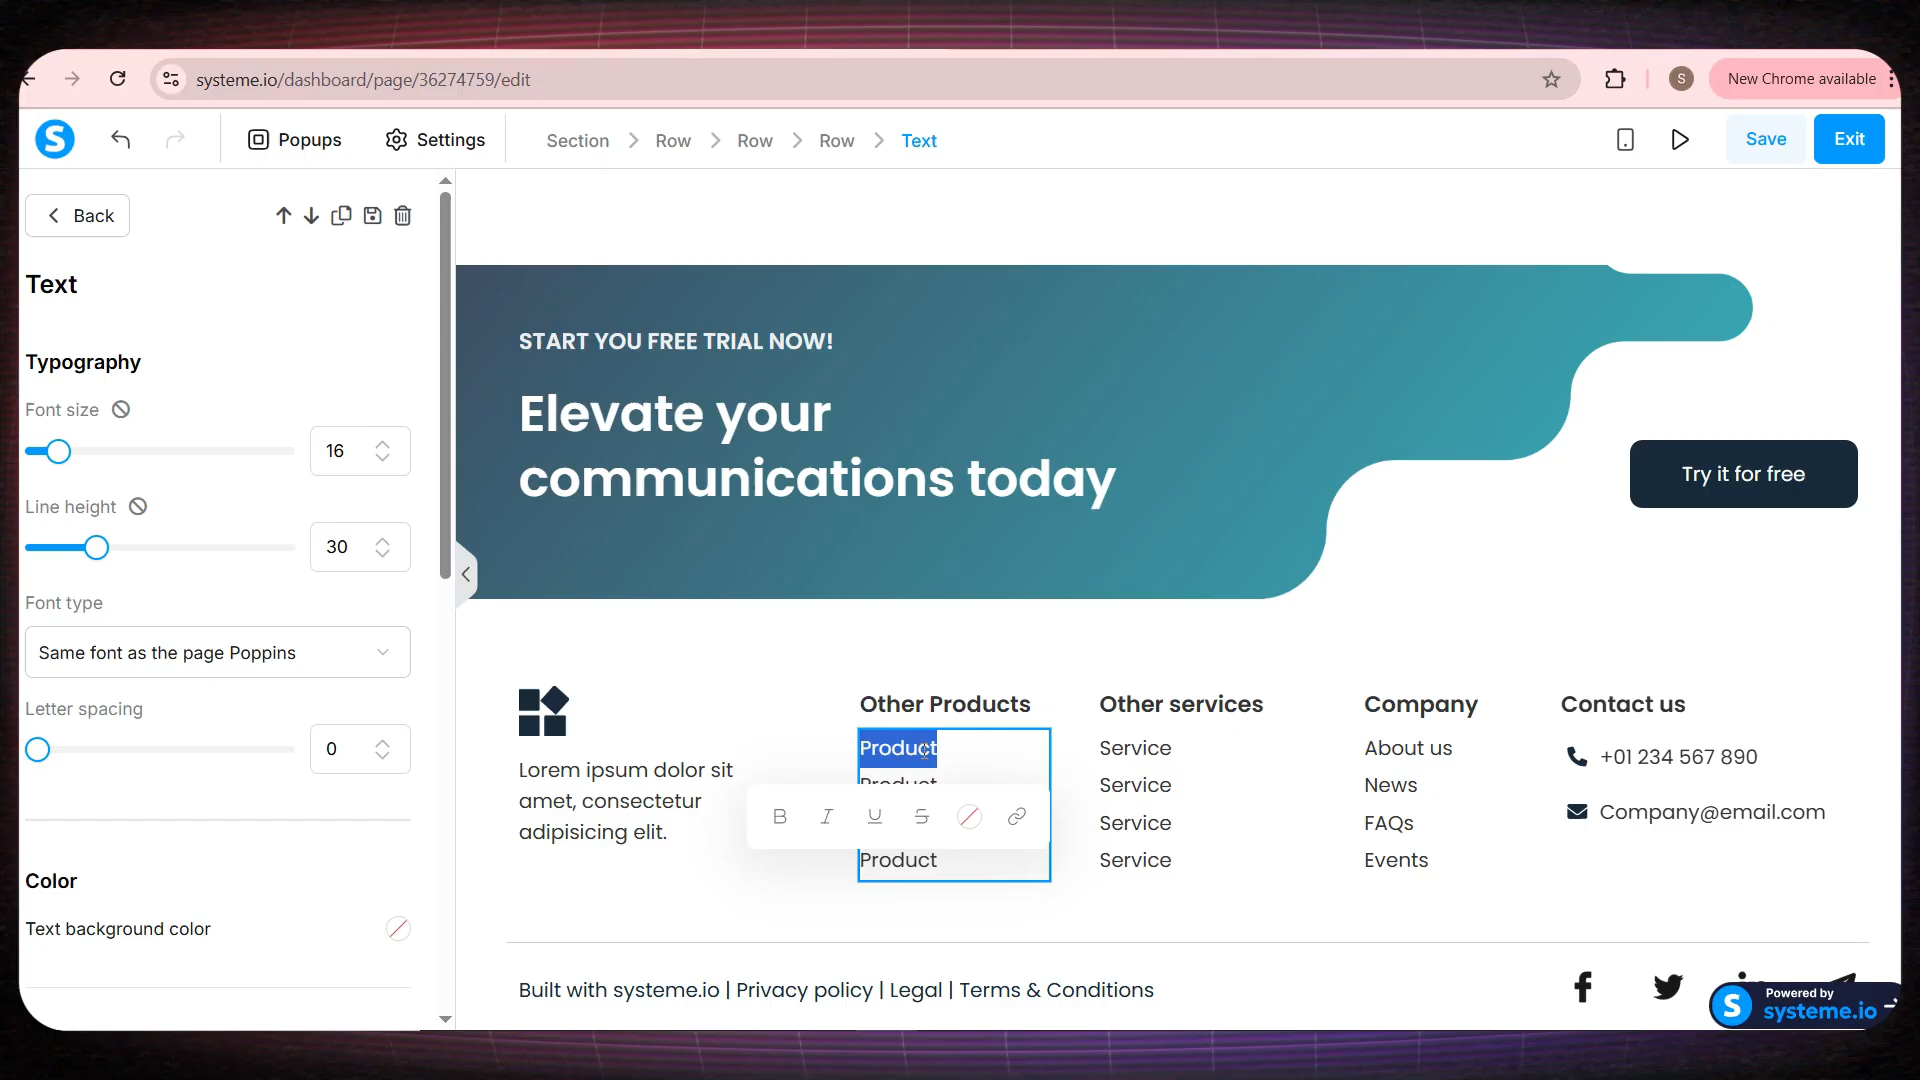 systeme.io/dashboard/page/36274759/edit
S
New Chrome available
S
Popups
Settings
Section
Row
Row
Row
Text
Save
Exit
Back
Text
Typography
Font size
16
Line height
30
Font type
Same font as the page Poppins
Letter spacing
0
Color
Text background color
START YOU FREE TRIAL NOW!
Elevate your
communications today
Try it for free
Lorem ipsum dolor sit
amet, consectetur
adipisicing elit.
Other Products
Product
Product
Product
B I U S
Other services
Service
Service
Service
Service
Company
About us
News
FAQs
Events
Contact us
+01 234 567 890
Company@email.com
Built with systeme.io | Privacy policy | Legal | Terms & Conditions
S
Powered by
systeme.io